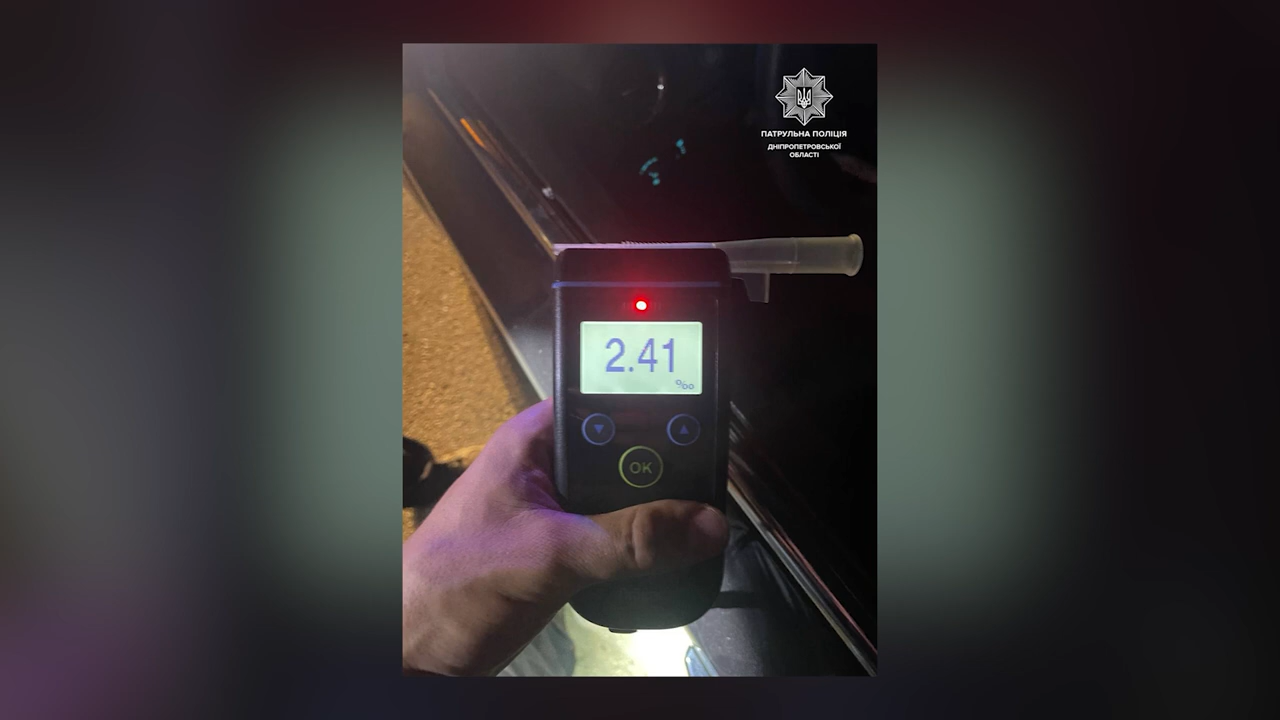 ПАТРУЛЬНА ПОЛІЦІЯ
ДНІПРОПЕТРОВСЬКОЇ
ОБЛАСТІ
2.41
‰
OK